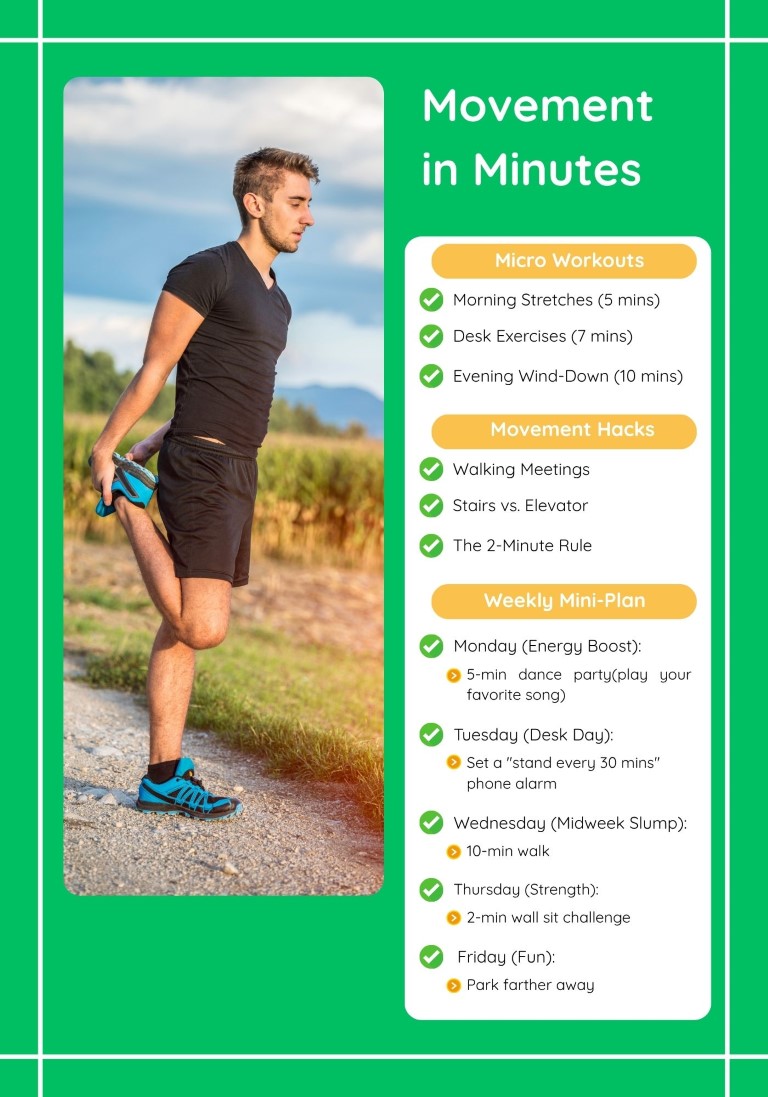 Movement
in Minutes
Micro Workouts
Morning Stretches (5 mins)
Desk Exercises (7 mins)
Evening Wind-Down (10 mins)
Movement Hacks
Walking Meetings
Stairs vs. Elevator
The 2-Minute Rule
Weekly Mini-Plan
Monday (Energy Boost):
5-min dance party(play your
favorite song)
Tuesday (Desk Day):
Set a "stand every 30 mins"
phone alarm
Wednesday (Midweek Slump):
10-min walk
Thursday (Strength):
2-min wall sit challenge
Friday (Fun):
Park farther away